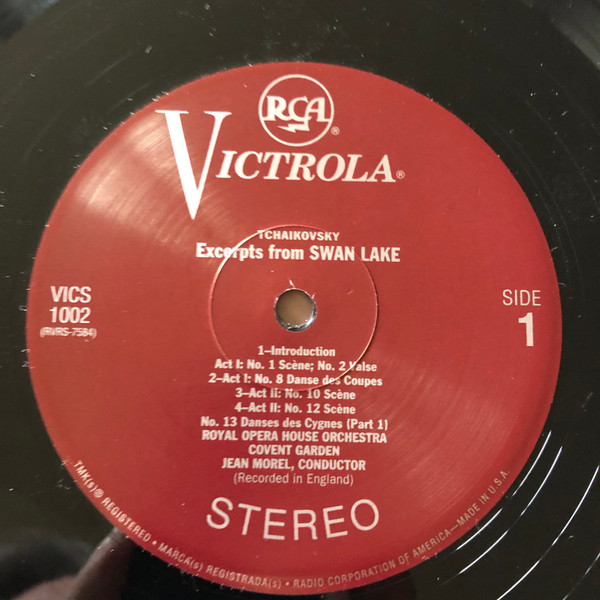 RCA®
VICTROLA®
TCHAIKOVSKY
Excerpts from SWAN LAKE
VICS
1002
(RVRS-7584)
SIDE
1
1–Introduction
Act I: No. 1 Scène; No. 2 Valse
2–Act I: No. 8 Danse des Coupes
3–Act II: No. 10 Scène
4–Act II: No. 12 Scène
No. 13 Danses des Cygnes (Part 1)
ROYAL OPERA HOUSE ORCHESTRA
COVENT GARDEN
JEAN MOREL, CONDUCTOR
(Recorded in England)
STEREO
TMK(s)® REGISTERED • MARCA(s) REGISTRADA(s) • RADIO CORPORATION OF AMERICA—MADE IN U.S.A.